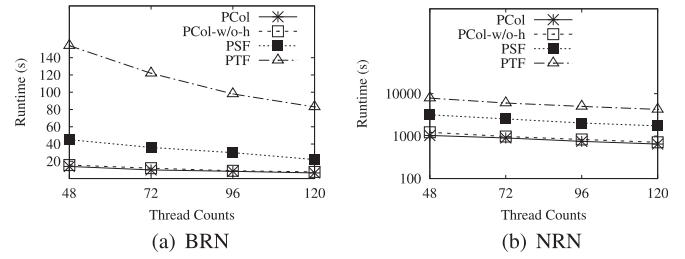 PCol
PCol-w/o-h
PSF
PTF
Runtime (s)
140
120
100
80
60
40
20
48 72 96 120
Thread Counts
(a) BRN
PCol
PCol-w/o-h
PSF
PTF
Runtime (s)
10000
1000
100
48 72 96 120
Thread Counts
(b) NRN